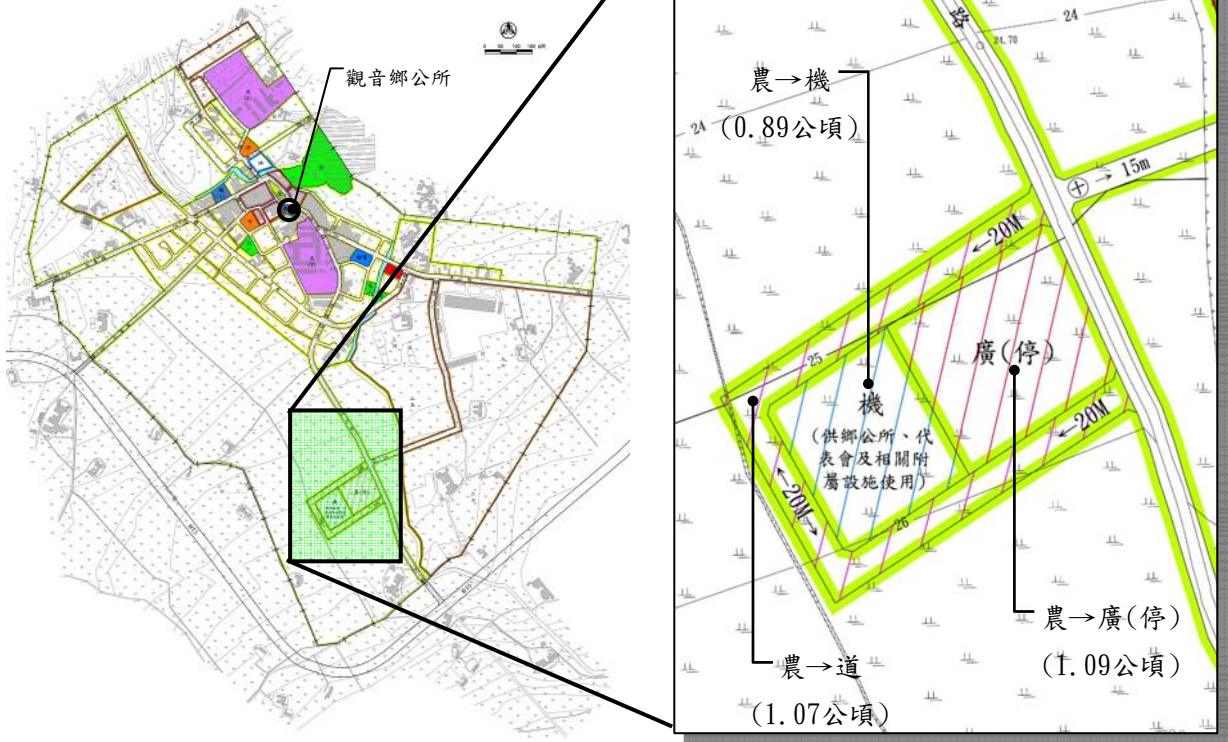 觀音鄉公所
路
24
24.70
農→機
(0.89公頃)
24
15m
←20M
25
廣(停)
機
(供鄉公所、代
表會及相關附
屬設施使用)
←20M
←20M→
26
農→廣(停)
(1.09公頃)
農→道
(1.07公頃)